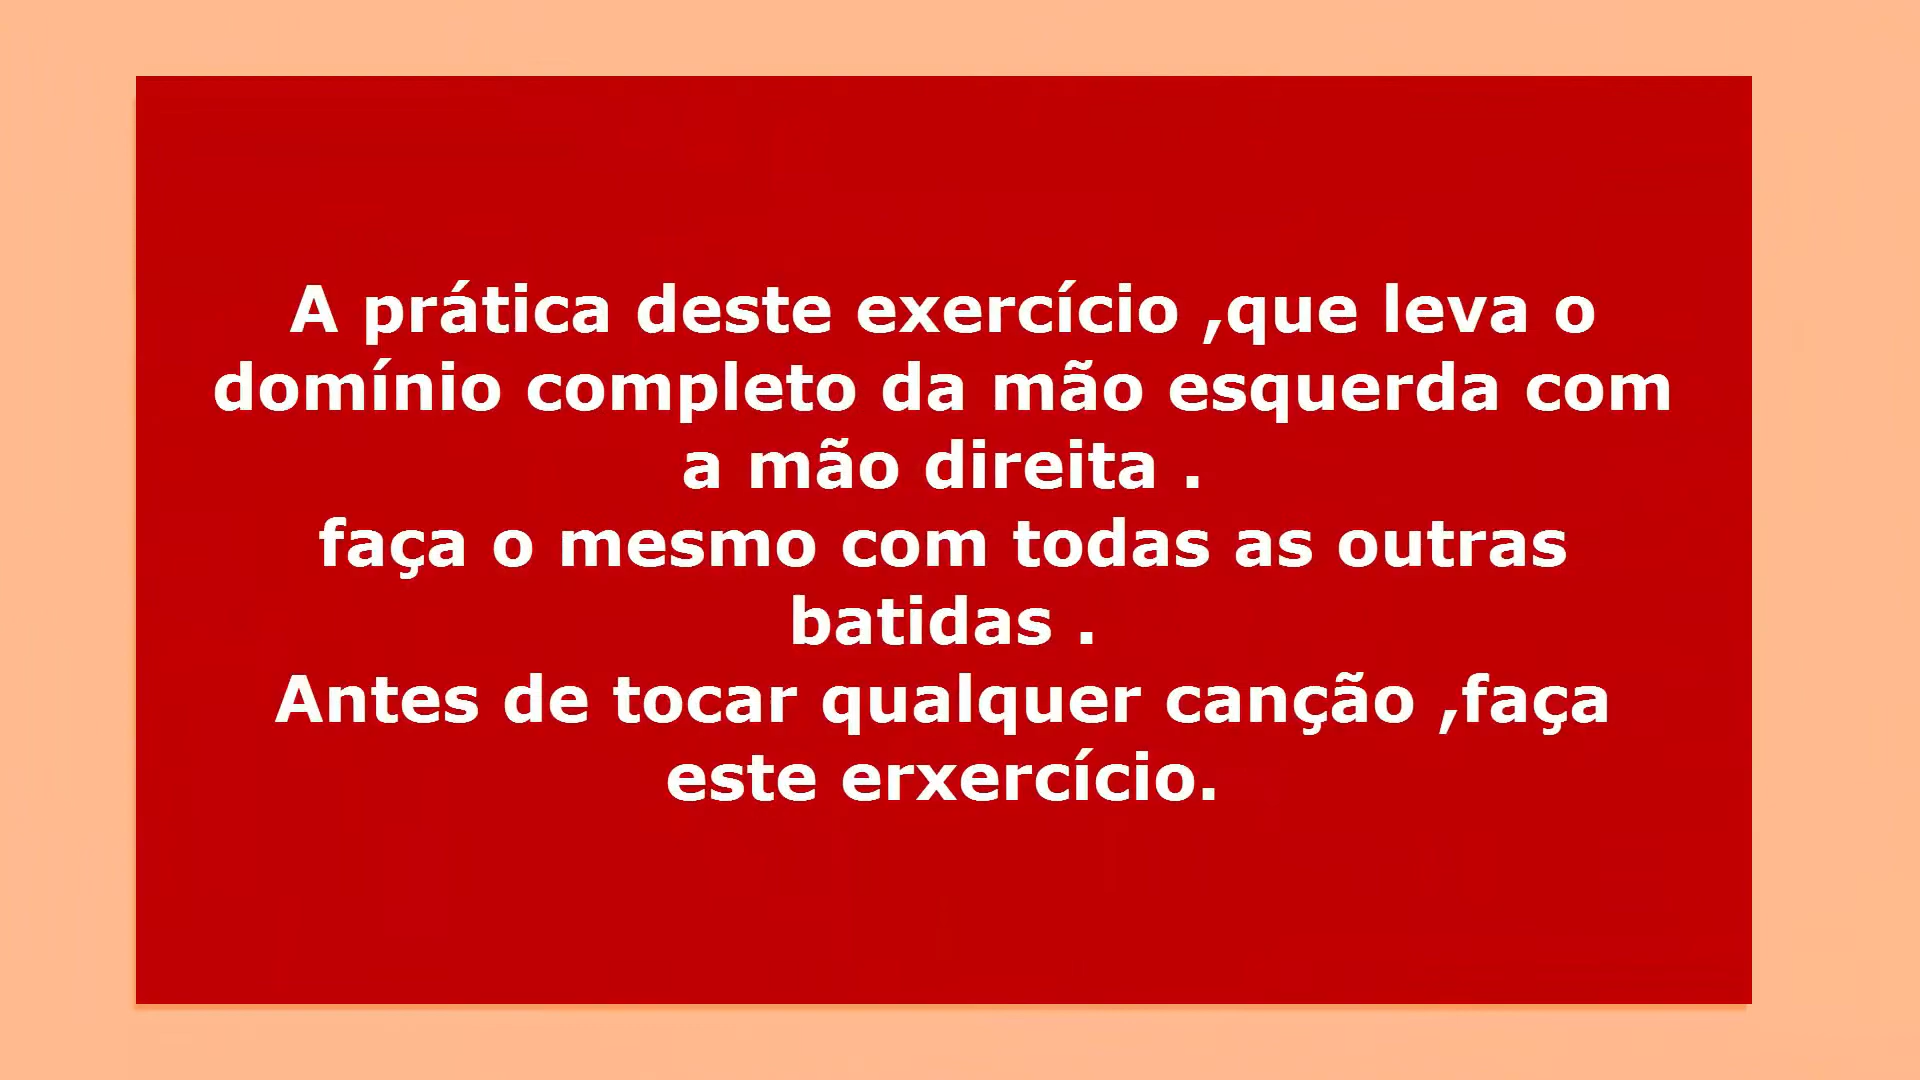 A prática deste exercício ,que leva o
domínio completo da mão esquerda com
a mão direita .
faça o mesmo com todas as outras
batidas .
Antes de tocar qualquer canção ,faça
este erxercício.